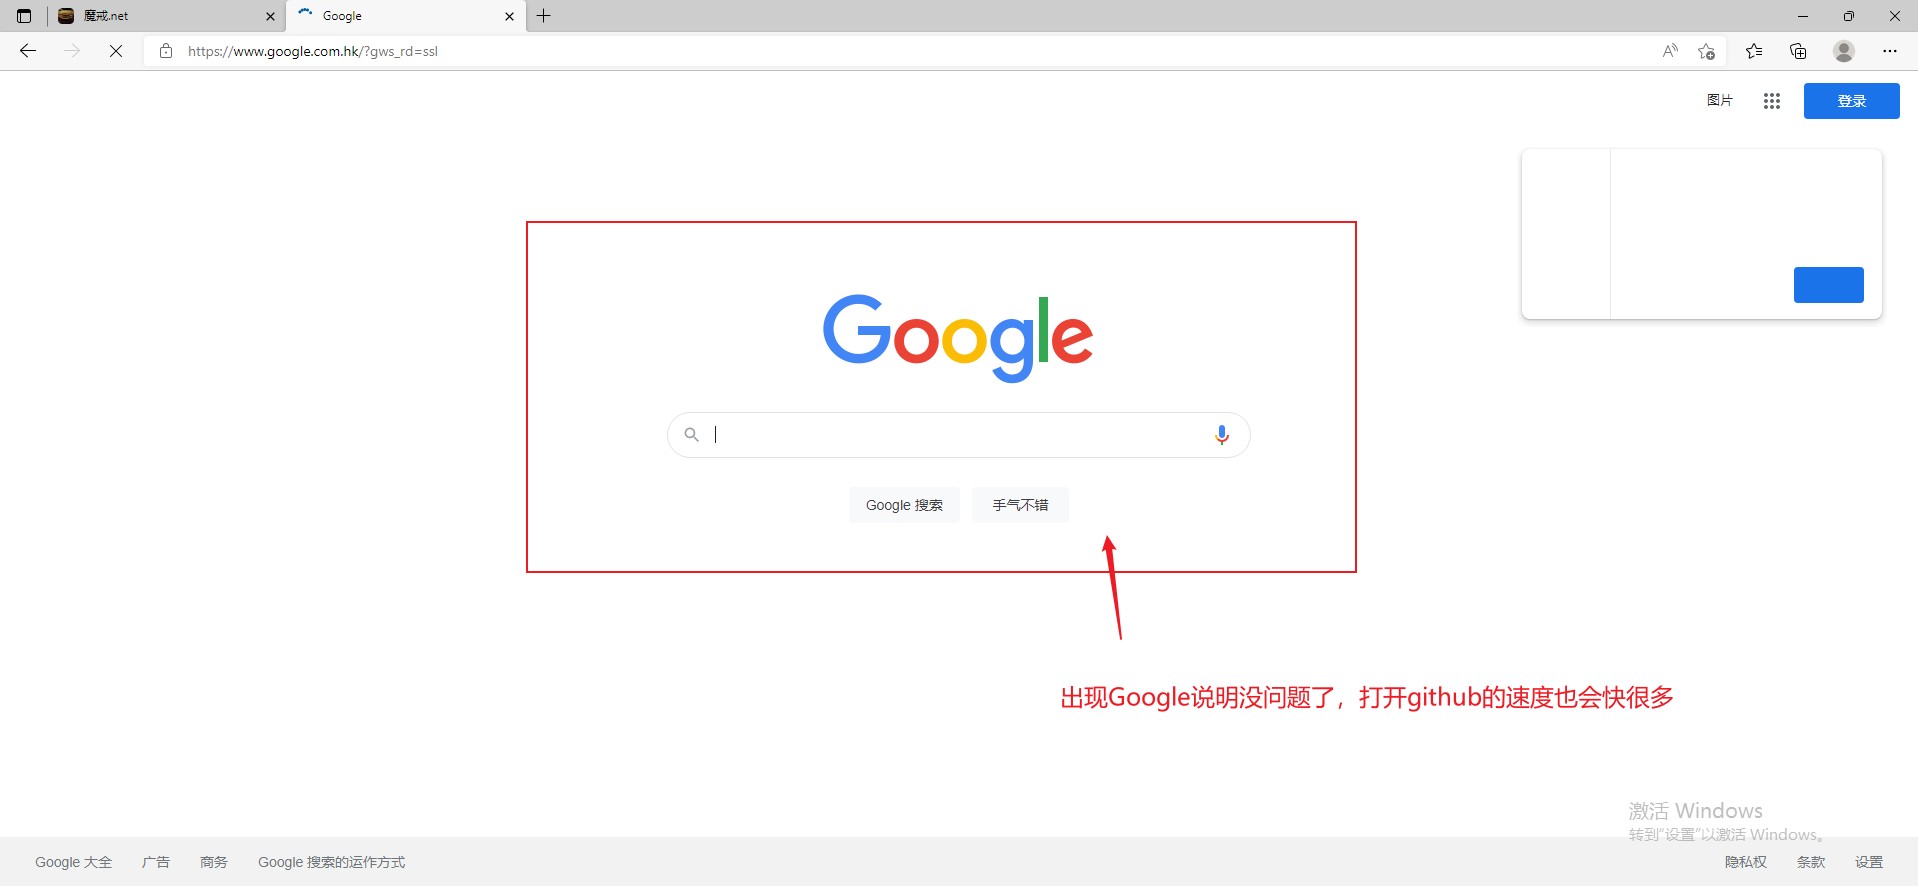 魔戒.net
Google
https://www.google.com.hk/?gws_rd=ssl
图片
登录
Google
Google 搜索
手气不错
出现Google说明没问题了，打开github的速度也会快很多
激活 Windows
转到“设置”以激活 Windows。
Google 大全
广告
商务
Google 搜索的运作方式
隐私权
条款
设置